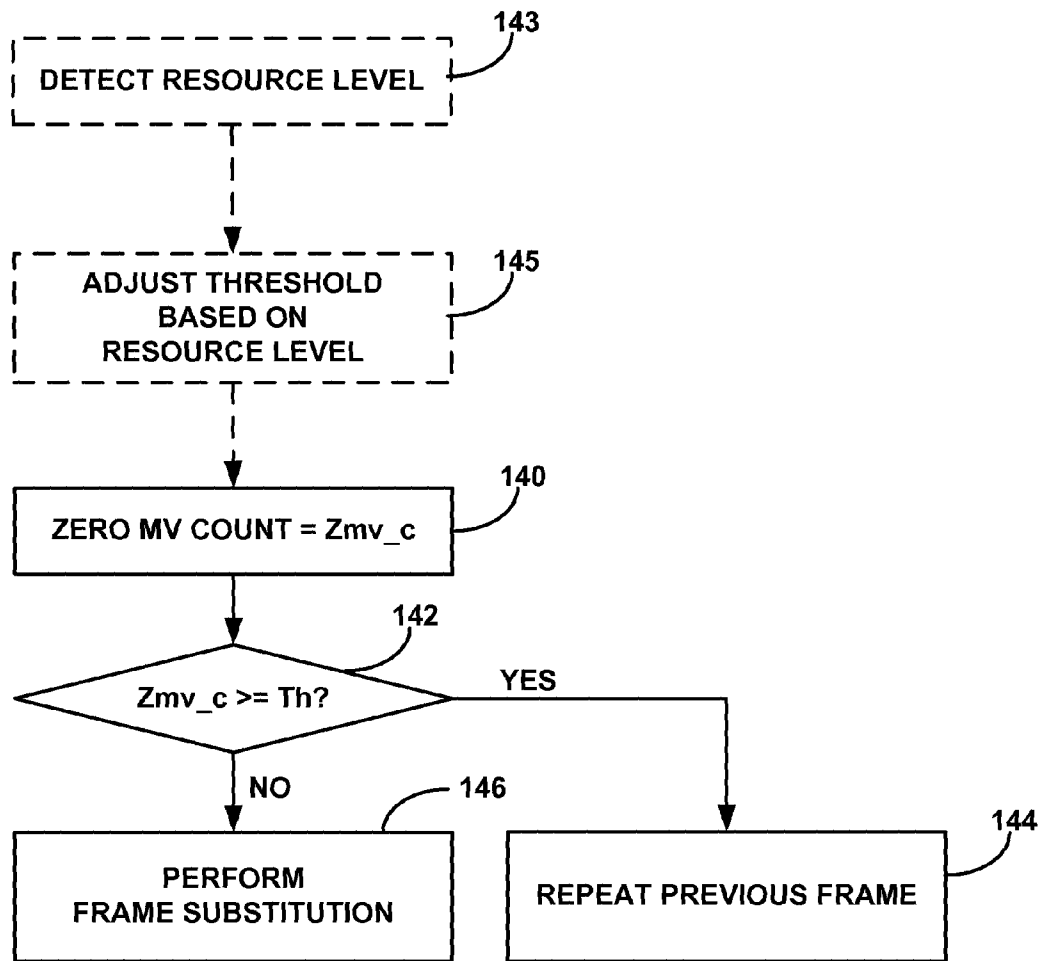 143
DETECT RESOURCE LEVEL
145
ADJUST THRESHOLD
BASED ON
RESOURCE LEVEL
140
ZERO MV COUNT = Zmv_c
142
Zmv_c >= Th?
YES
NO
146
PERFORM
FRAME SUBSTITUTION
144
REPEAT PREVIOUS FRAME